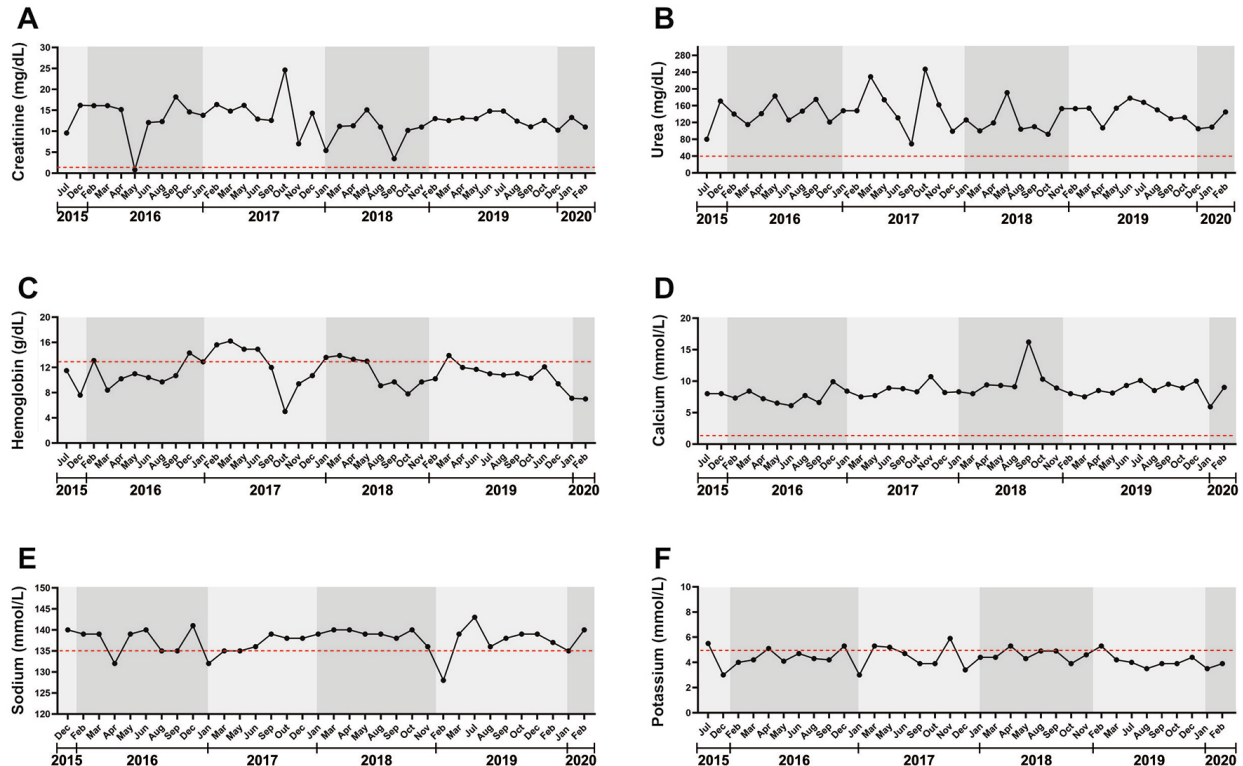 A
Creatinine (mg/dL)
30
25
20
15
10
5
0
Jul Dec Feb Mar Apr May Jun Aug Sep Dec Jan Feb Mar May Jun Sep Out Nov Dec Jan Mar Apr May Aug Sep Oct Nov Feb Mar Apr May Jun Jul Aug Sep Oct Dec Jan Feb
2015 2016 2017 2018 2019 2020
B
Urea (mg/dL)
280
240
200
160
120
80
40
0
Jul Dec Feb Mar Apr May Jun Aug Sep Dec Jan Feb Mar May Jun Sep Out Nov Dec Jan Mar Apr May Aug Sep Oct Nov Feb Mar Apr May Jun Jul Aug Sep Oct Dec Jan Feb
2015 2016 2017 2018 2019 2020
C
Hemoglobin (g/dL)
20
16
12
8
4
0
Jul Dec Feb Mar Apr May Jun Aug Sep Dec Jan Feb Mar May Jun Sep Out Nov Dec Jan Mar Apr May Aug Sep Oct Nov Feb Mar Apr Jun Jul Aug Sep Oct Jun Dec Jan Feb
2015 2016 2017 2018 2019 2020
D
Calcium (mmol/L)
20
15
10
5
0
Jul Dec Feb Mar Apr May Jun Aug Sep Dec Jan Mar May Jun Sep Out Nov Dec Jan Mar Apr May Aug Sep Oct Nov Feb Mar Apr May Jun Jul Aug Sep Oct Dec Jan Feb
2015 2016 2017 2018 2019 2020
E
Sodium (mmol/L)
150
145
140
135
130
125
120
Dec Feb Mar Apr May Jun Aug Sep Dec Jan Mar May Jun Sep Out Dec Jan Mar Apr May Aug Sep Oct Nov Feb Mar Jul Aug Sep Oct Dec Feb Jan Feb
2015 2016 2017 2018 2019 2020
F
Potassium (mmol/L)
10
8
6
4
2
0
Jul Dec Feb Mar Apr May Jun Aug Sep Dec Jan Mar May Jun Sep Out Nov Dec Jan Mar Apr May Aug Sep Oct Nov Feb Mar Jun Jul Aug Sep Dec Jan Feb
2015 2016 2017 2018 2019 2020